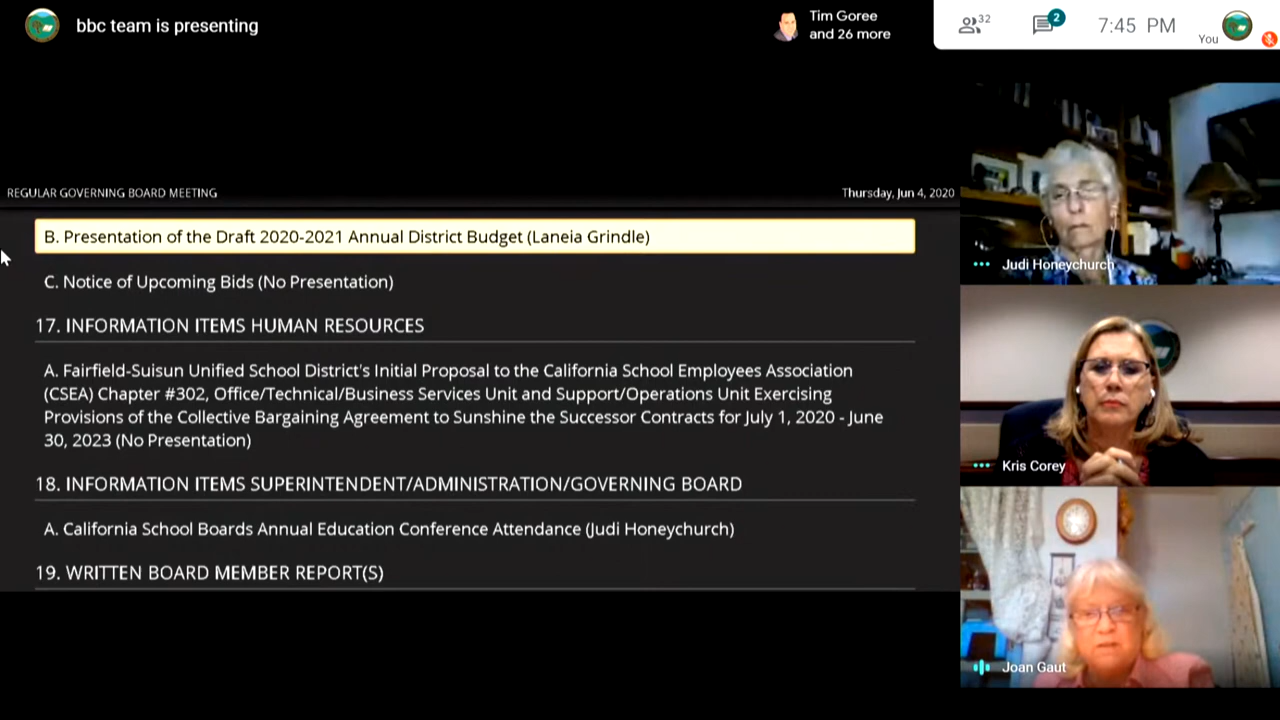 bbc team is presenting
Tim Goree
and 26 more
32
2
7:45 PM
You
REGULAR GOVERNING BOARD MEETING
Thursday, Jun 4, 2020
B. Presentation of the Draft 2020-2021 Annual District Budget (Laneia Grindle)
C. Notice of Upcoming Bids (No Presentation)
17. INFORMATION ITEMS HUMAN RESOURCES
A. Fairfield-Suisun Unified School District's Initial Proposal to the California School Employees Association
(CSEA) Chapter #302, Office/Technical/Business Services Unit and Support/Operations Unit Exercising
Provisions of the Collective Bargaining Agreement to Sunshine the Successor Contracts for July 1, 2020 - June
30, 2023 (No Presentation)
18. INFORMATION ITEMS SUPERINTENDENT/ADMINISTRATION/GOVERNING BOARD
A. California School Boards Annual Education Conference Attendance (Judi Honeychurch)
19. WRITTEN BOARD MEMBER REPORT(S)
Judi Honeychurch
Kris Corey
Joan Gaut